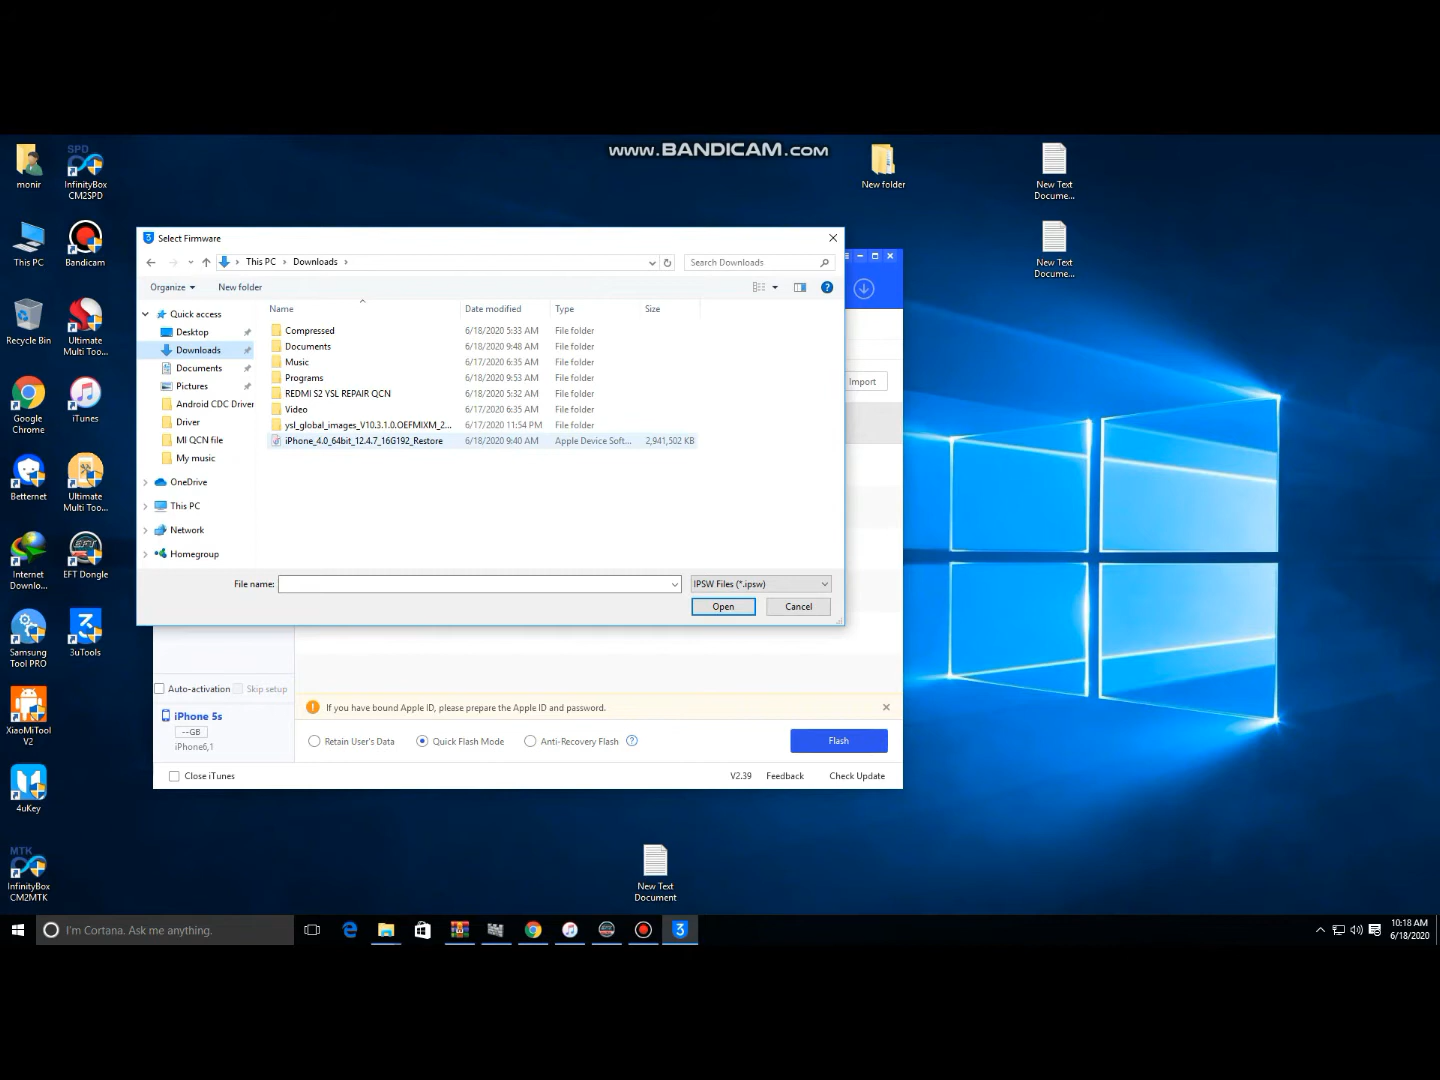 www.BANDICAM.com
monir
SPD
InfinityBox
CM2SPD
New folder
New Text
Docume...
This PC
Bandicam
New Text
Docume...
Recycle Bin
Ultimate
Multi Too...
Google
Chrome
iTunes
Betternet
Ultimate
Multi Too...
Internet
Downlo...
EFT Dongle
Samsung
Tool PRO
3uTools
XiaoMiTool
V2
4uKey
MTK
InfinityBox
CM2MTK
New Text
Document
Select Firmware
This PC > Downloads >
Search Downloads
Organize
New folder
Name Date modified Type Size
Quick access
Desktop
Downloads
Documents
Pictures
Android CDC Driver
Driver
MI QCN file
My music
OneDrive
This PC
Network
Homegroup
Compressed 6/18/2020 5:33 AM File folder
Documents 6/18/2020 9:48 AM File folder
Music 6/17/2020 6:35 AM File folder
Programs 6/18/2020 9:53 AM File folder
REDMI S2 YSL REPAIR QCN 6/18/2020 5:32 AM File folder
Video 6/17/2020 6:35 AM File folder
ysl_global_images_V10.3.1.0.OEFMIXM_2... 6/17/2020 11:54 PM File folder
iPhone_4.0_64bit_12.4.7_16G192_Restore 6/18/2020 9:40 AM Apple Device Soft... 2,941,502 KB
File name:
IPSW Files (*.ipsw)
Open
Cancel
Import
Auto-activation
Skip setup
iPhone 5s
--GB
iPhone6,1
If you have bound Apple ID, please prepare the Apple ID and password.
Retain User's Data
Quick Flash Mode
Anti-Recovery Flash
Flash
Close iTunes
V2.39
Feedback
Check Update
I'm Cortana. Ask me anything.
10:18 AM
6/18/2020